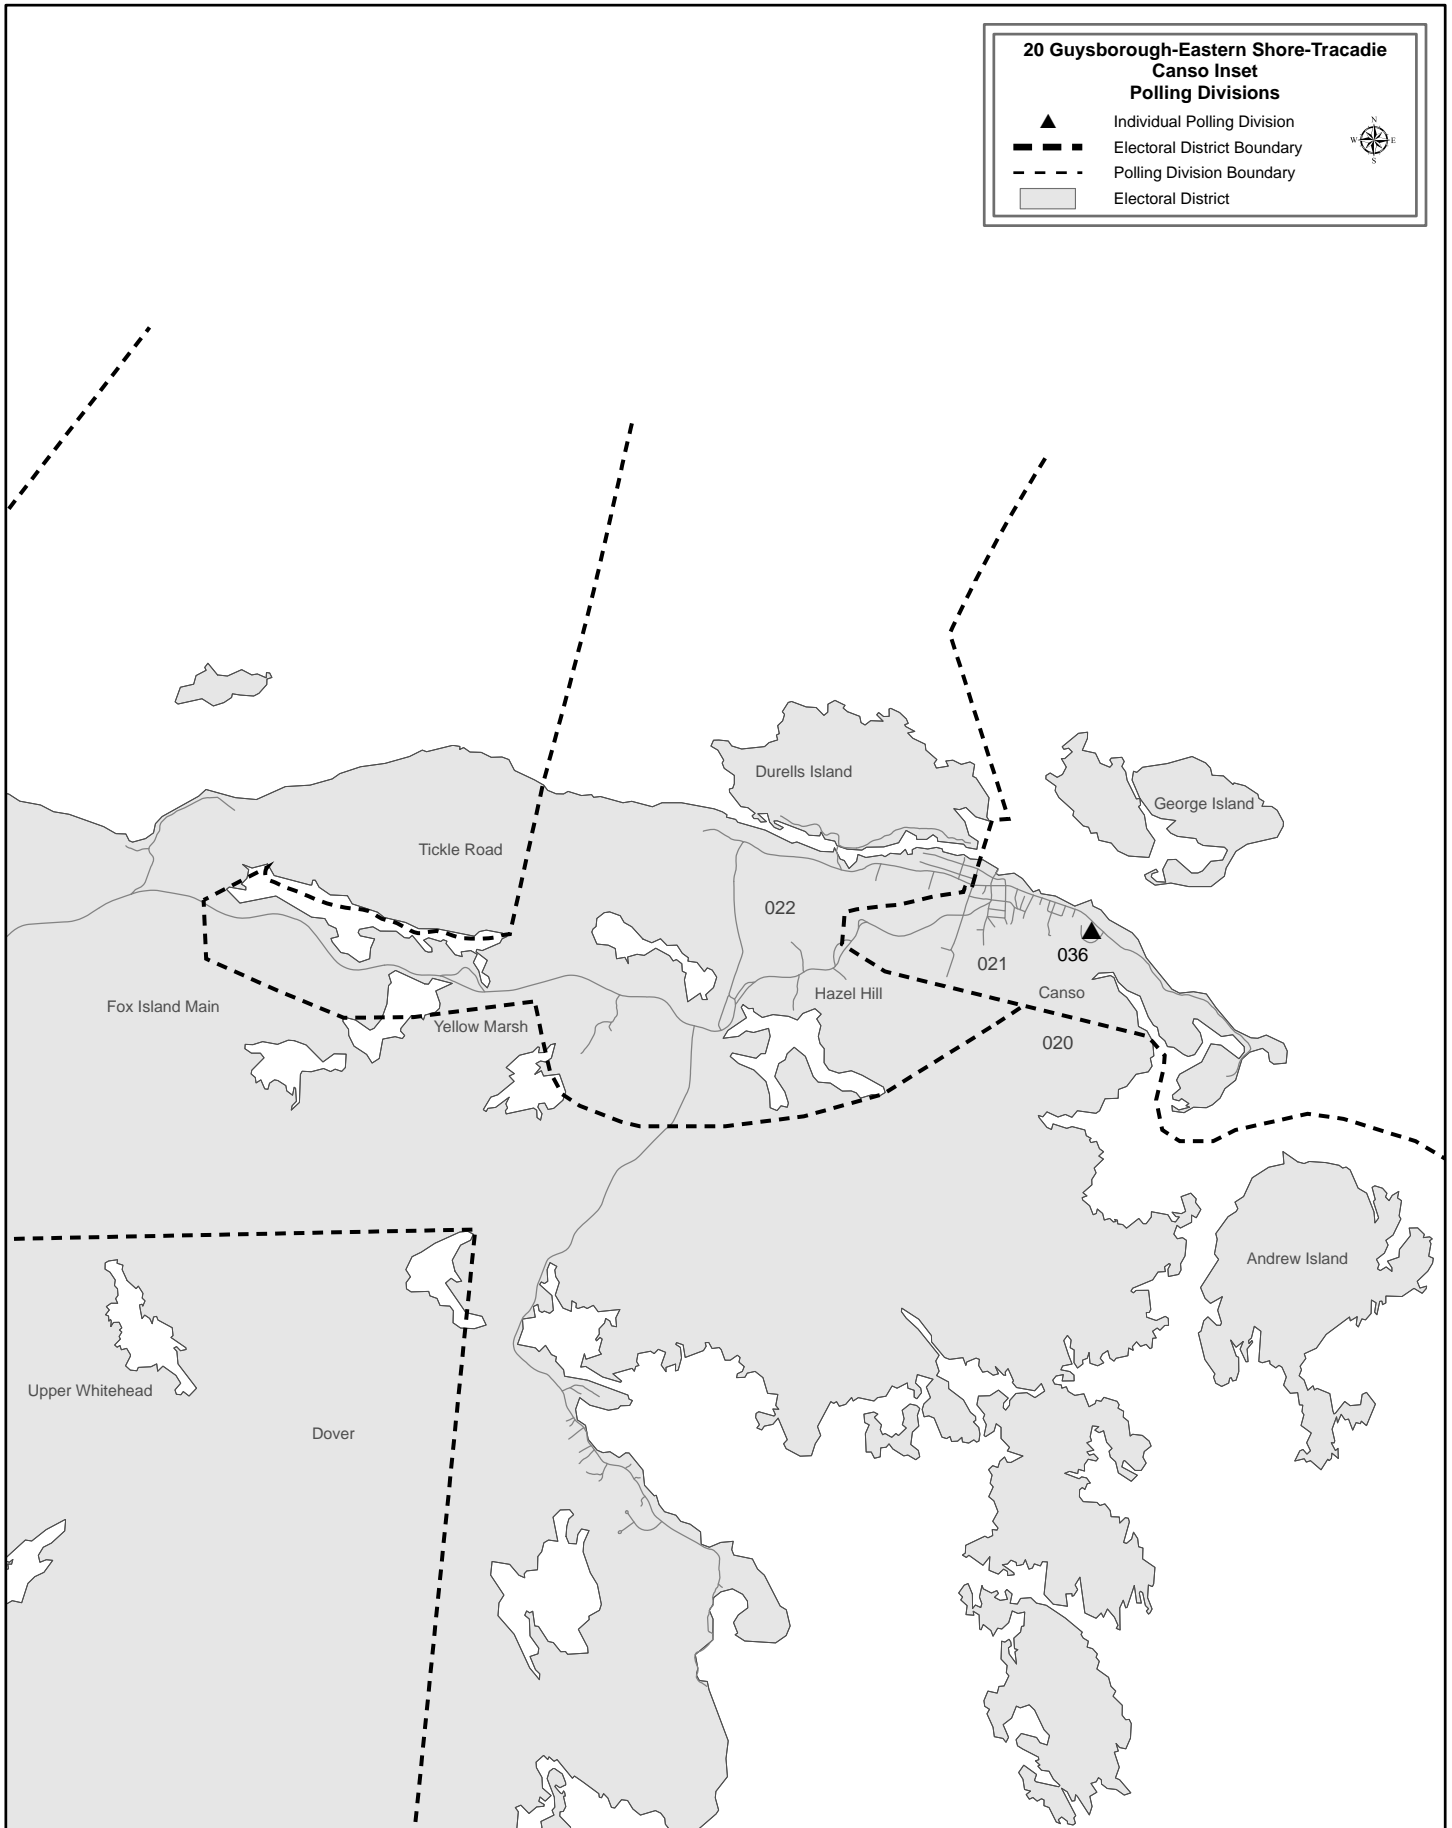 20 Guysborough-Eastern Shore-Tracadie
Canso Inset
Polling Divisions
Individual Polling Division
Electoral District Boundary
Polling Division Boundary
Electoral District
N
W E
S
Durells Island
George Island
Tickle Road
022
036
021
Hazel Hill
Canso
Fox Island Main
Yellow Marsh
020
Andrew Island
Upper Whitehead
Dover